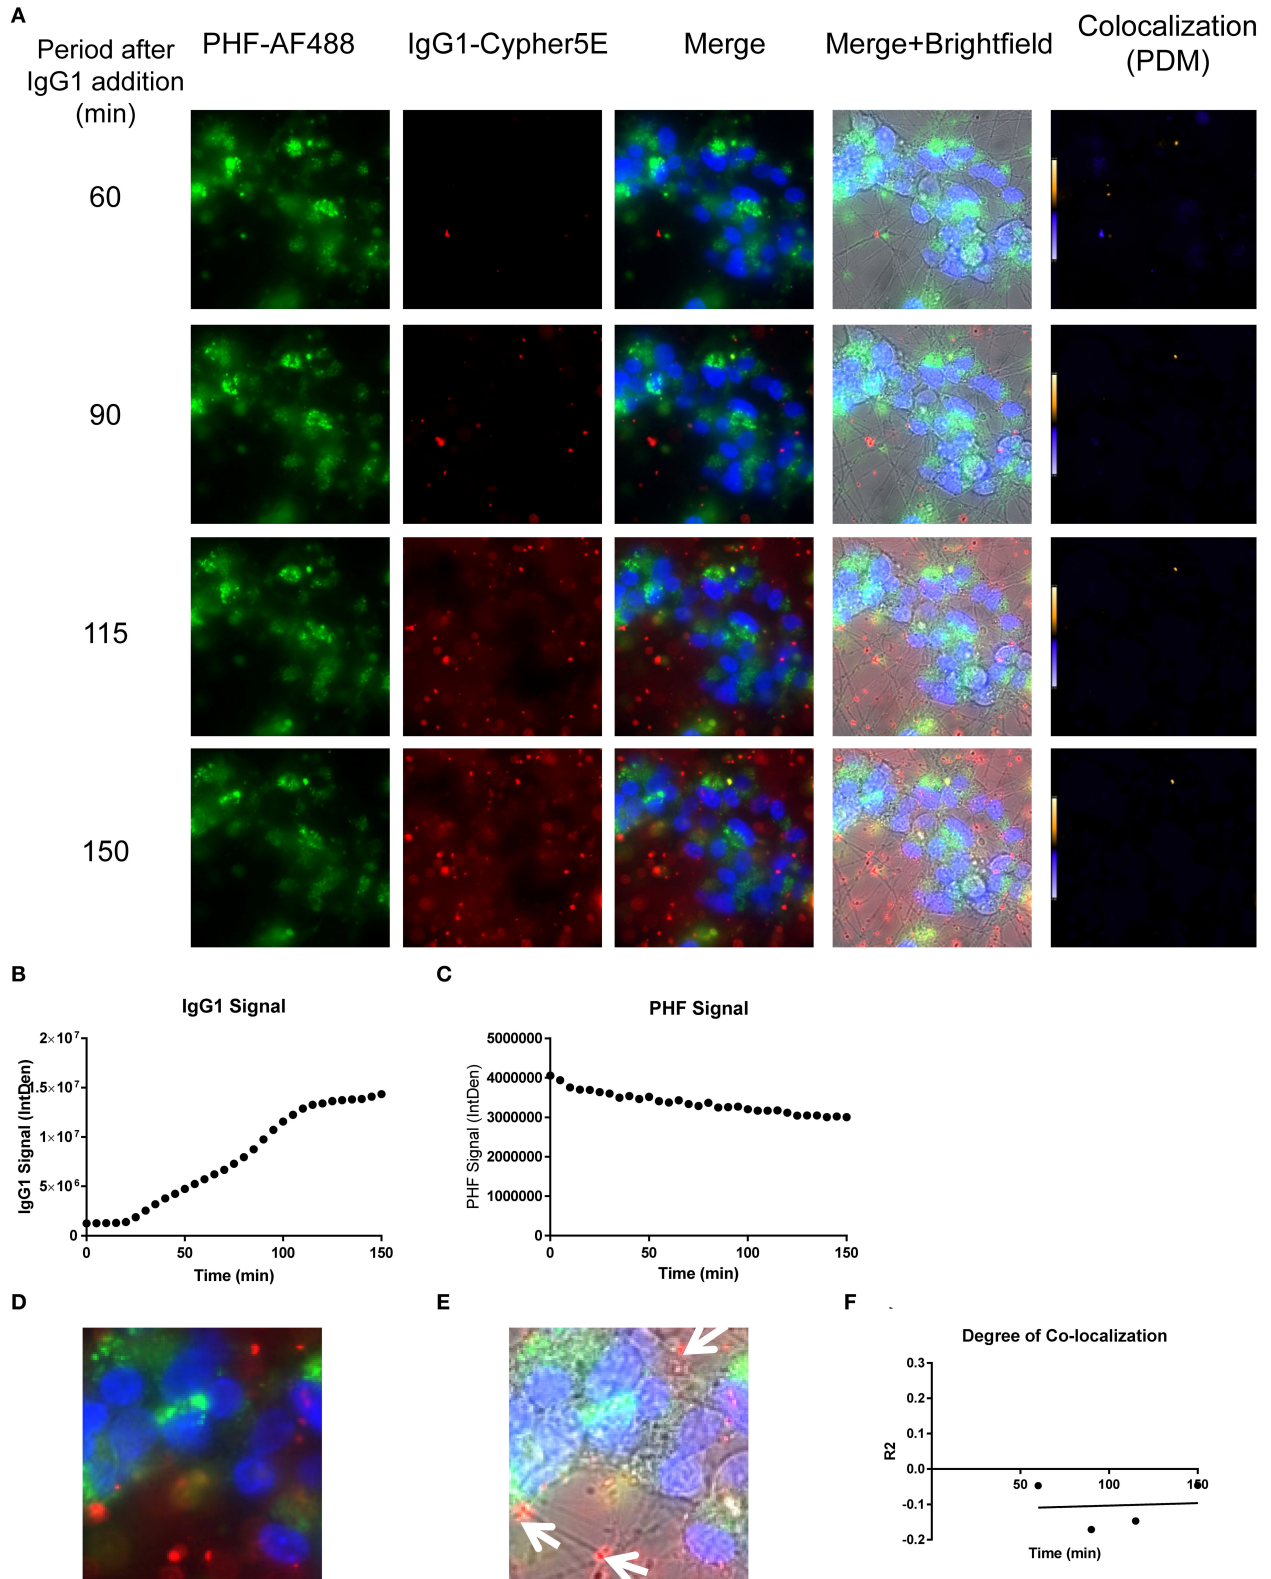 A
Period after
IgG1 addition
(min)
PHF-AF488
IgG1-Cypher5E
Merge
Merge+Brightfield
Colocalization
(PDM)
60
90
115
150
B
IgG1 Signal
IgG1 Signal (IntDen)
2×10⁷
1.5×10⁷
1×10⁷
5×10⁶
0
0
50
100
150
Time (min)
C
PHF Signal
PHF Signal (IntDen)
5000000
4000000
3000000
2000000
1000000
0
0
50
100
150
Time (min)
D
E
F
Degree of Co-localization
R2
0.3
0.2
0.1
0.0
-0.1
-0.2
50
100
150
Time (min)